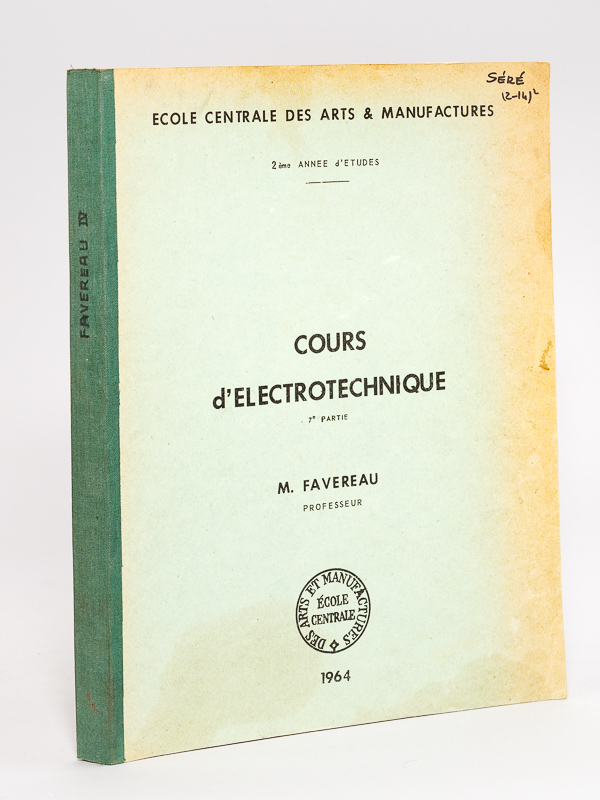 FAVEREAU IV
SÉRÉ
(2-14)²
ECOLE CENTRALE DES ARTS & MANUFACTURES
2ème ANNEE d'ETUDES
COURS
d'ELECTROTECHNIQUE
7e PARTIE
M. FAVEREAU
PROFESSEUR
DES ARTS ET MANUFACTURES
ÉCOLE
CENTRALE
1964